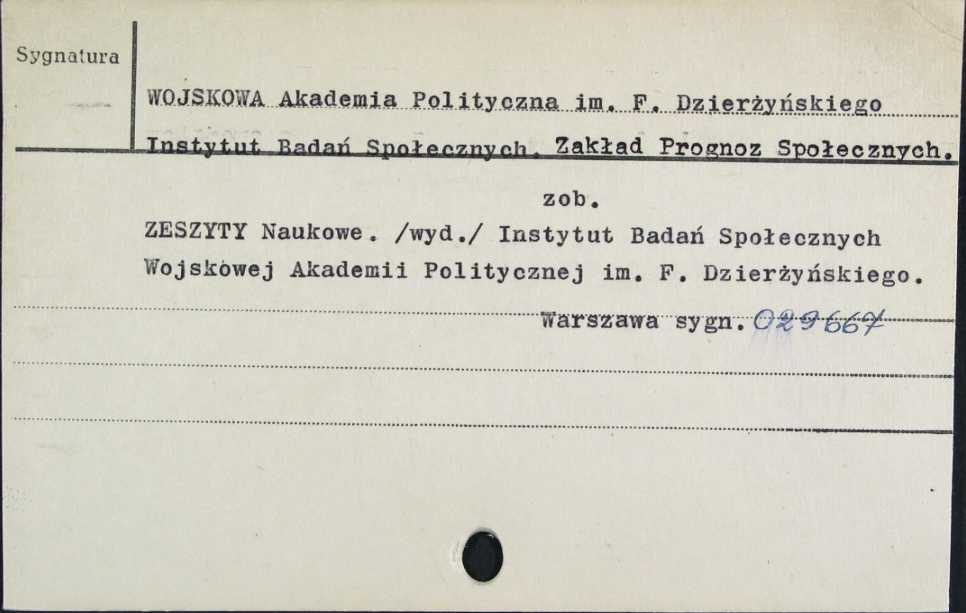 Sygnatura
WOJSKOWA Akademia Polityczna im. F. Dzierżyńskiego
Instytut Badań Społecznych. Zakład Prognoz Społecznych.
zob.
ZESZYTY Naukowe. /wyd./ Instytut Badań Społecznych
Wojskowej Akademii Politycznej im. F. Dzierżyńskiego.
Warszawa sygn. 029667